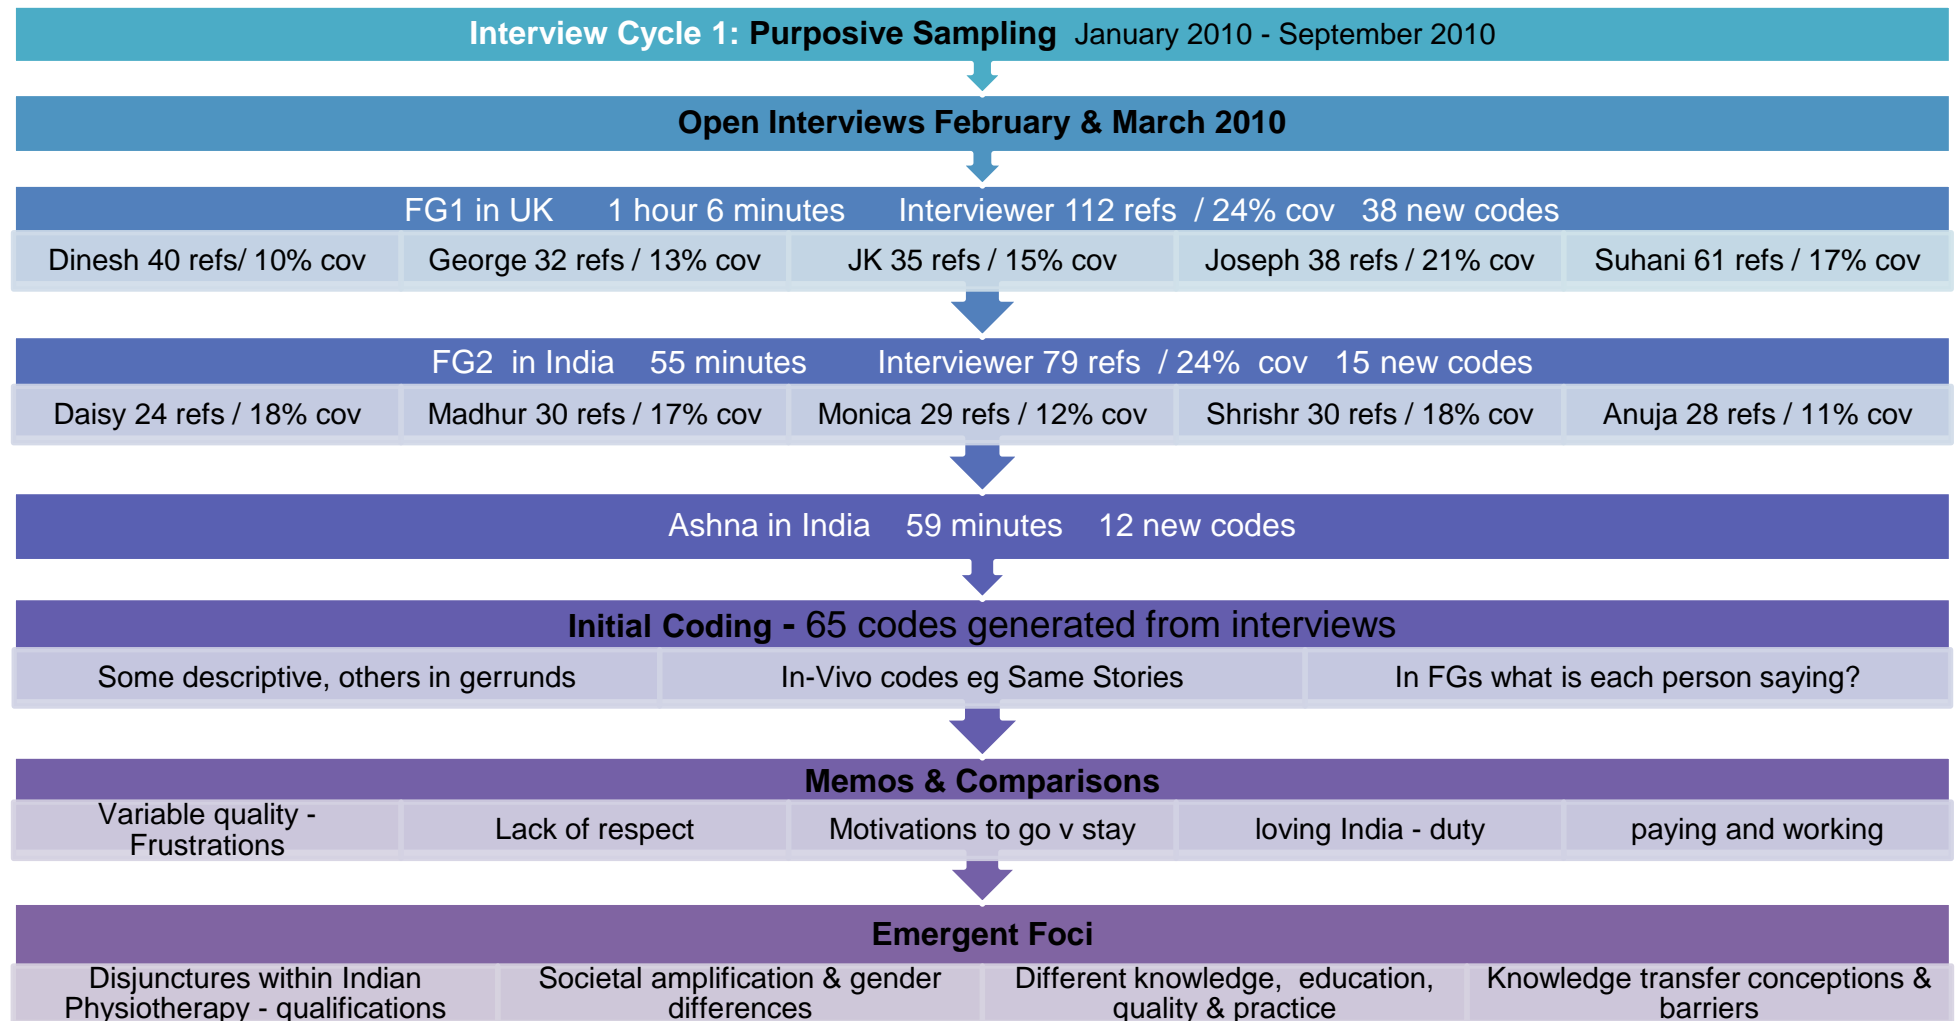 Interview Cycle 1: Purposive Sampling January 2010 - September 2010
Open Interviews February & March 2010
FG1 in UK 1 hour 6 minutes Interviewer 112 refs / 24% cov 38 new codes
Dinesh 40 refs/ 10% cov
George 32 refs / 13% cov
JK 35 refs / 15% cov
Joseph 38 refs / 21% cov
Suhani 61 refs / 17% cov
FG2 in India 55 minutes Interviewer 79 refs / 24% cov 15 new codes
Daisy 24 refs / 18% cov
Madhur 30 refs / 17% cov
Monica 29 refs / 12% cov
Shrishr 30 refs / 18% cov
Anuja 28 refs / 11% cov
Ashna in India 59 minutes 12 new codes
Initial Coding - 65 codes generated from interviews
Some descriptive, others in gerrunds
In-Vivo codes eg Same Stories
In FGs what is each person saying?
Memos & Comparisons
Variable quality -
Frustrations
Lack of respect
Motivations to go v stay
loving India - duty
paying and working
Emergent Foci
Disjunctures within Indian
Physiotherapy - qualifications
Societal amplification & gender
differences
Different knowledge, education,
quality & practice
Knowledge transfer conceptions &
barriers